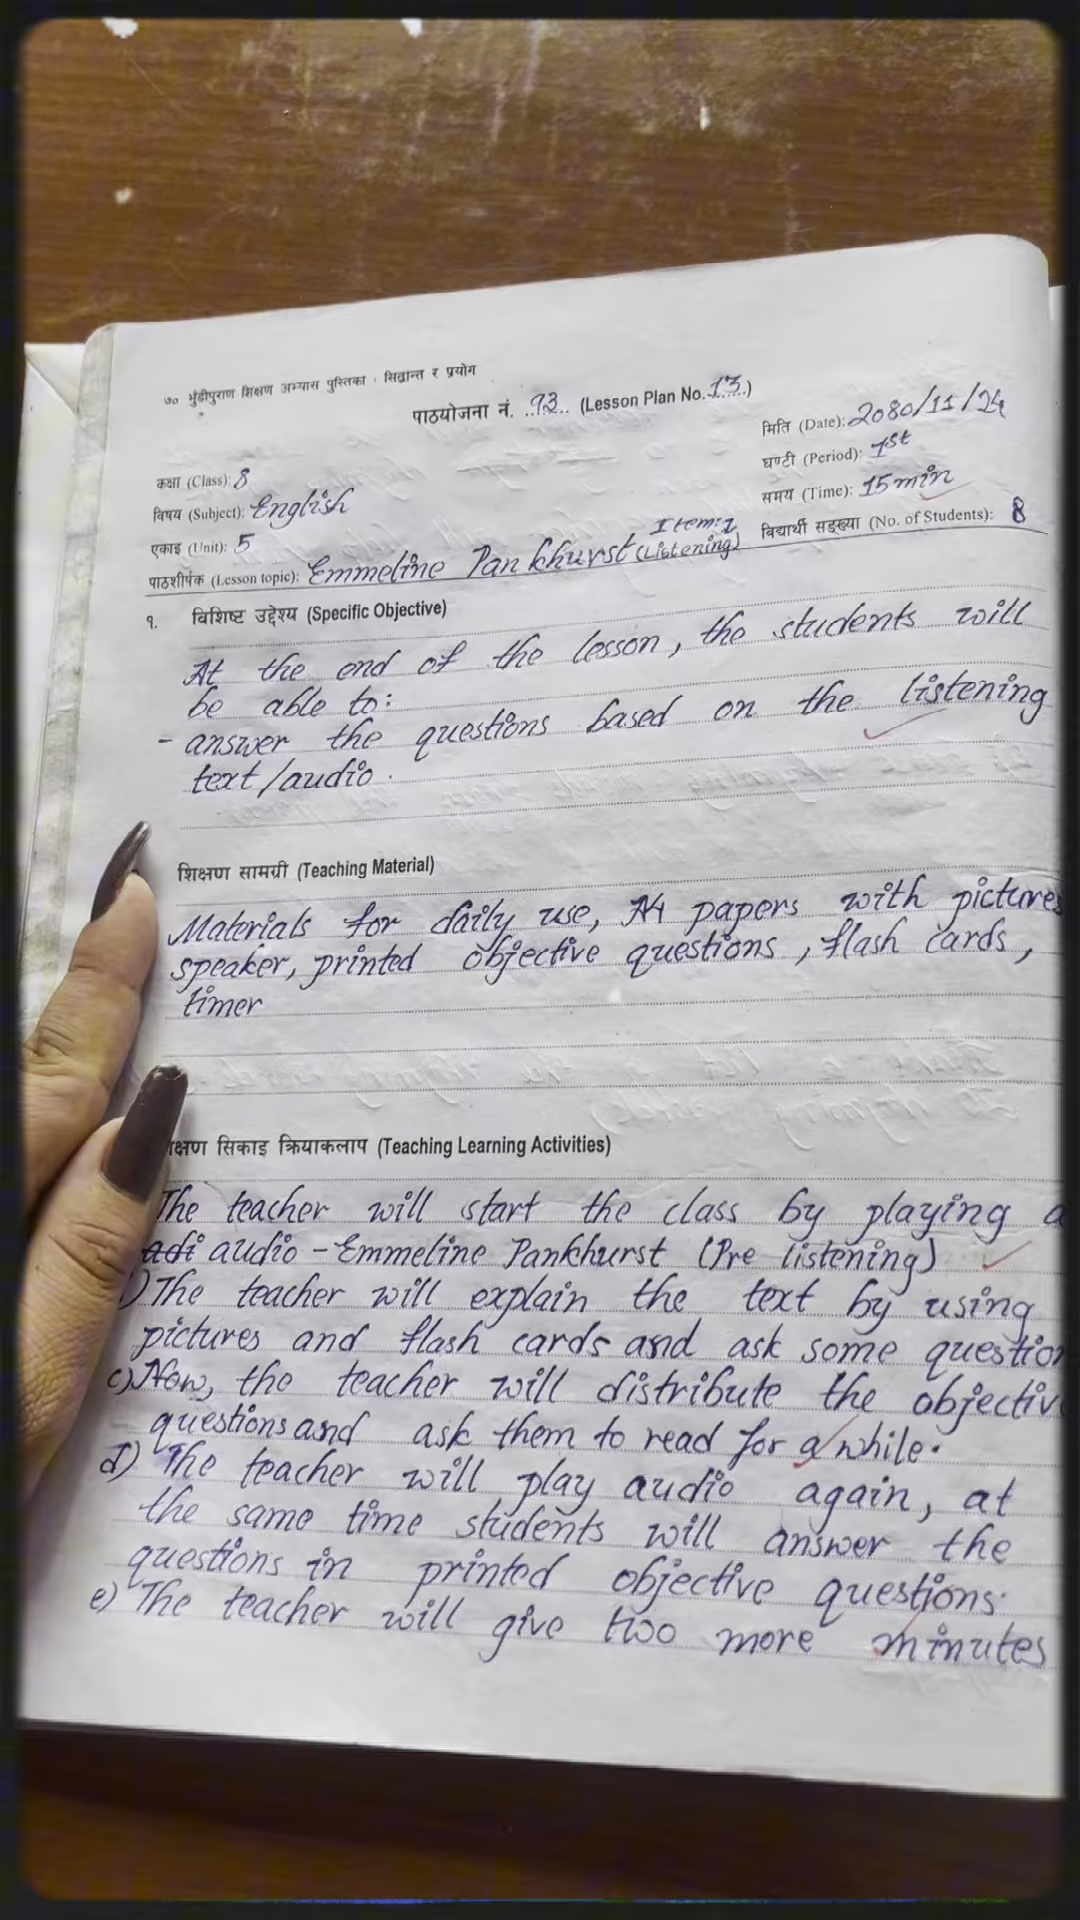 ७० भुँडीपुराण शिक्षण अभ्यास पुस्तिका : सिद्धान्त र प्रयोग
पाठयोजना नं. ..१३.. (Lesson Plan No. 13.)
मिति (Date): 2080/11/24
कक्षा (Class): 8
घण्टी (Period): 1st
विषय (Subject): English
समय (Time): 15 min
एकाइ (Unit): 5
Item: 1
विद्यार्थी सङ्ख्या (No. of Students): 8
पाठशीर्षक (Lesson topic): Emmeline Pankhurst (Listening)
१. विशिष्ट उद्देश्य (Specific Objective)
At the end of the lesson, the students will
be able to:
- answer the questions based on the listening
text/audio.
शिक्षण सामग्री (Teaching Material)
Materials for daily use, A4 papers with pictures
speaker, printed objective questions, flash cards,
timer
क्षण सिकाइ क्रियाकलाप (Teaching Learning Activities)
The teacher will start the class by playing a
adi audio - Emmeline Pankhurst (Pre listening)
) The teacher will explain the text by using
pictures and flash cards and ask some question
c) Now, the teacher will distribute the objectiv
questions and ask them to read for a while.
d) The teacher will play audio again, at
the same time students will answer the
questions in printed objective questions.
e) The teacher will give two more minutes